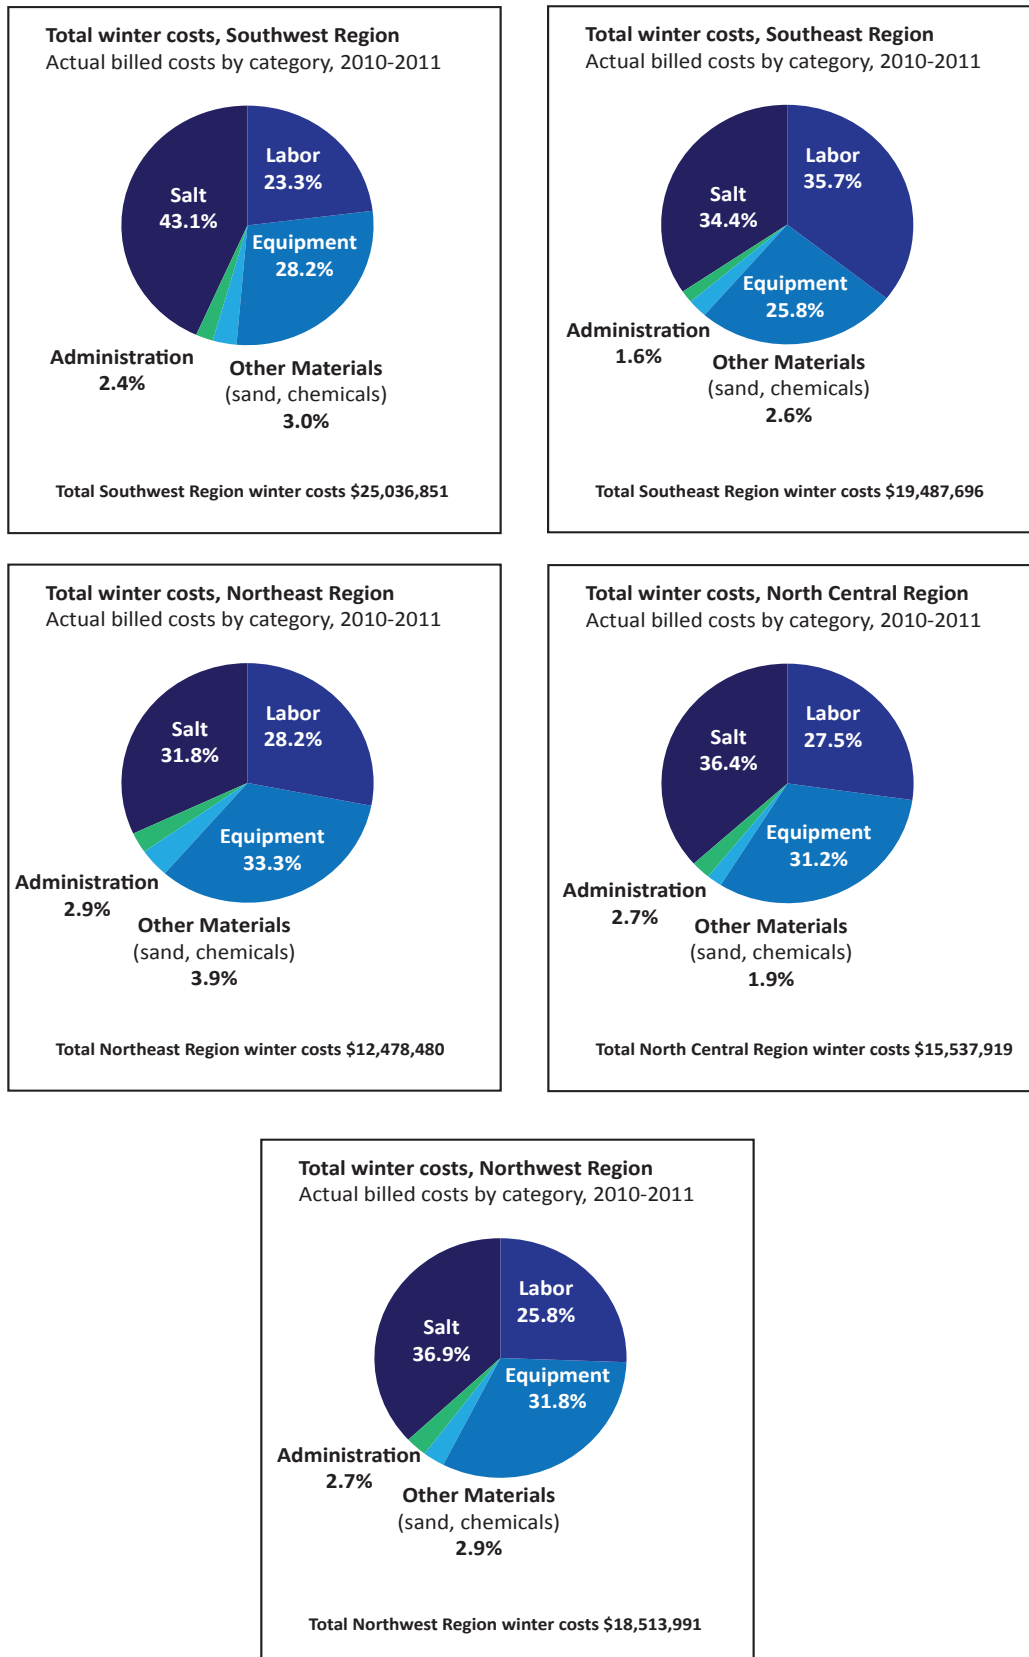 Total winter costs, Southwest Region
Actual billed costs by category, 2010-2011
Labor
23.3%
Salt
43.1%
Equipment
28.2%
Administration
2.4%
Other Materials
(sand, chemicals)
3.0%
Total Southwest Region winter costs $25,036,851
Total winter costs, Southeast Region
Actual billed costs by category, 2010-2011
Labor
35.7%
Salt
34.4%
Equipment
25.8%
Administration
1.6%
Other Materials
(sand, chemicals)
2.6%
Total Southeast Region winter costs $19,487,696
Total winter costs, Northeast Region
Actual billed costs by category, 2010-2011
Labor
28.2%
Salt
31.8%
Equipment
33.3%
Administration
2.9%
Other Materials
(sand, chemicals)
3.9%
Total Northeast Region winter costs $12,478,480
Total winter costs, North Central Region
Actual billed costs by category, 2010-2011
Labor
27.5%
Salt
36.4%
Equipment
31.2%
Administration
2.7%
Other Materials
(sand, chemicals)
1.9%
Total North Central Region winter costs $15,537,919
Total winter costs, Northwest Region
Actual billed costs by category, 2010-2011
Labor
25.8%
Salt
36.9%
Equipment
31.8%
Administration
2.7%
Other Materials
(sand, chemicals)
2.9%
Total Northwest Region winter costs $18,513,991